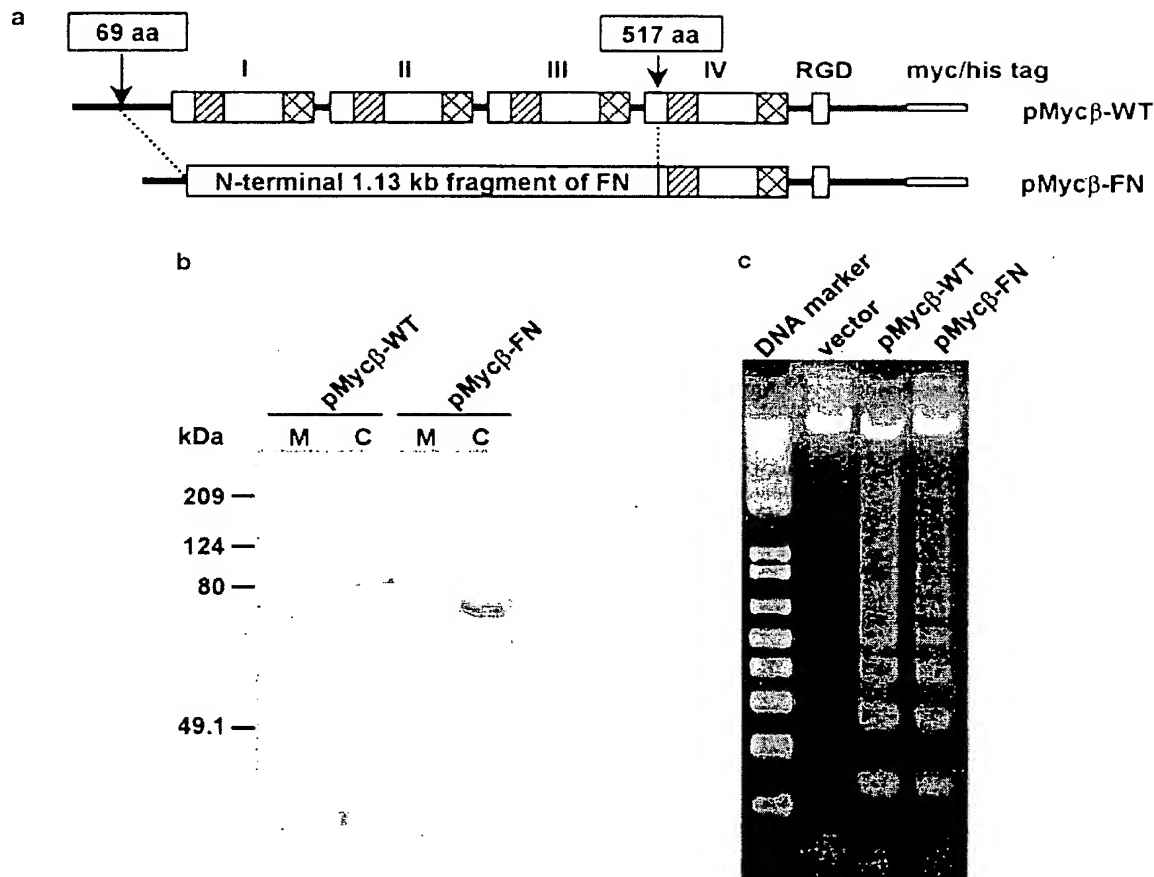 a
69 aa
517 aa
I II III IV RGD myc/his tag
pMycβ-WT
N-terminal 1.13 kb fragment of FN
pMycβ-FN
b
pMycβ-WT pMycβ-FN
kDa M C M C
209
124
80
49.1
c
DNA marker vector pMycβ-WT pMycβ-FN